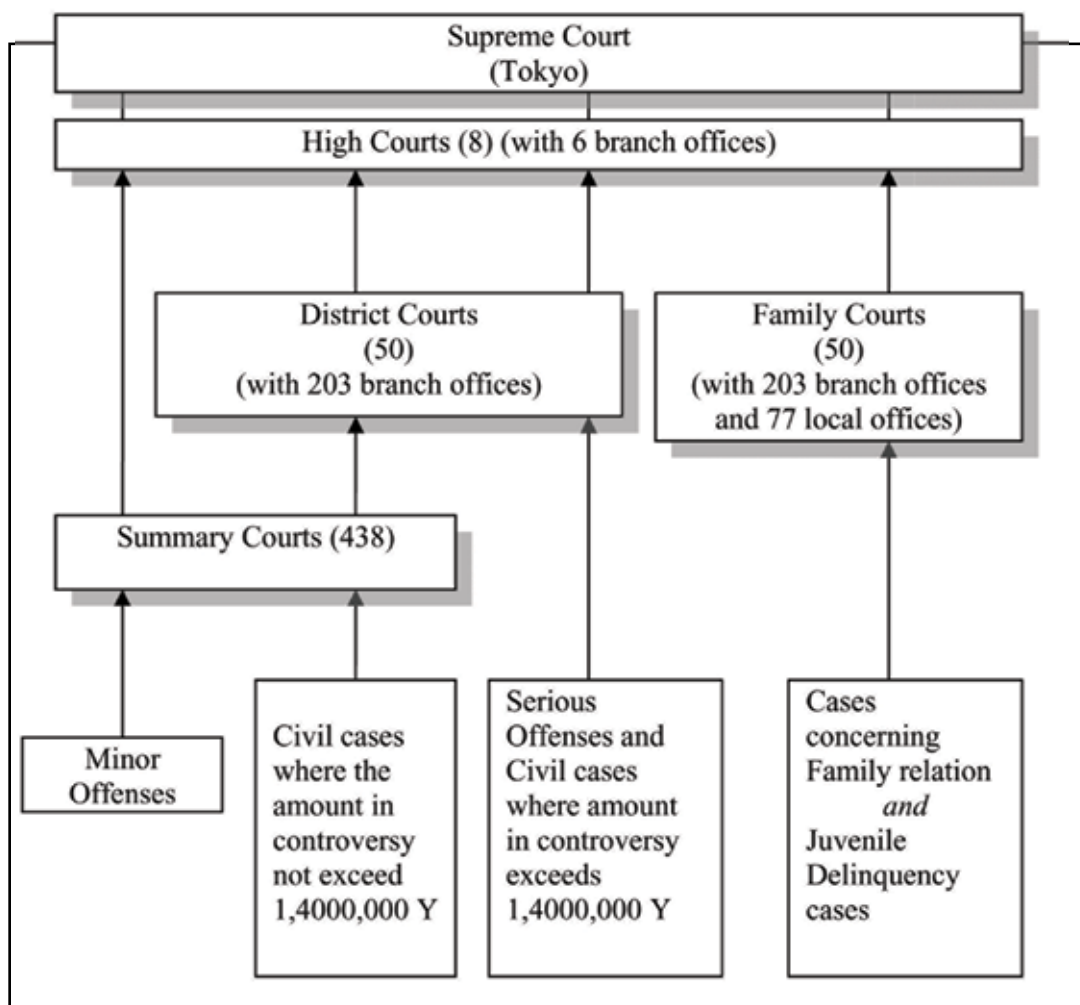 Supreme Court
(Tokyo)
High Courts (8) (with 6 branch offices)
District Courts
(50)
(with 203 branch offices)
Family Courts
(50)
(with 203 branch offices
and 77 local offices)
Summary Courts (438)
Minor
Offenses
Civil cases
where the
amount in
controversy
not exceed
1,4000,000 Y
Serious
Offenses and
Civil cases
where amount
in controversy
exceeds
1,4000,000 Y
Cases
concerning
Family relation
and
Juvenile
Delinquency
cases